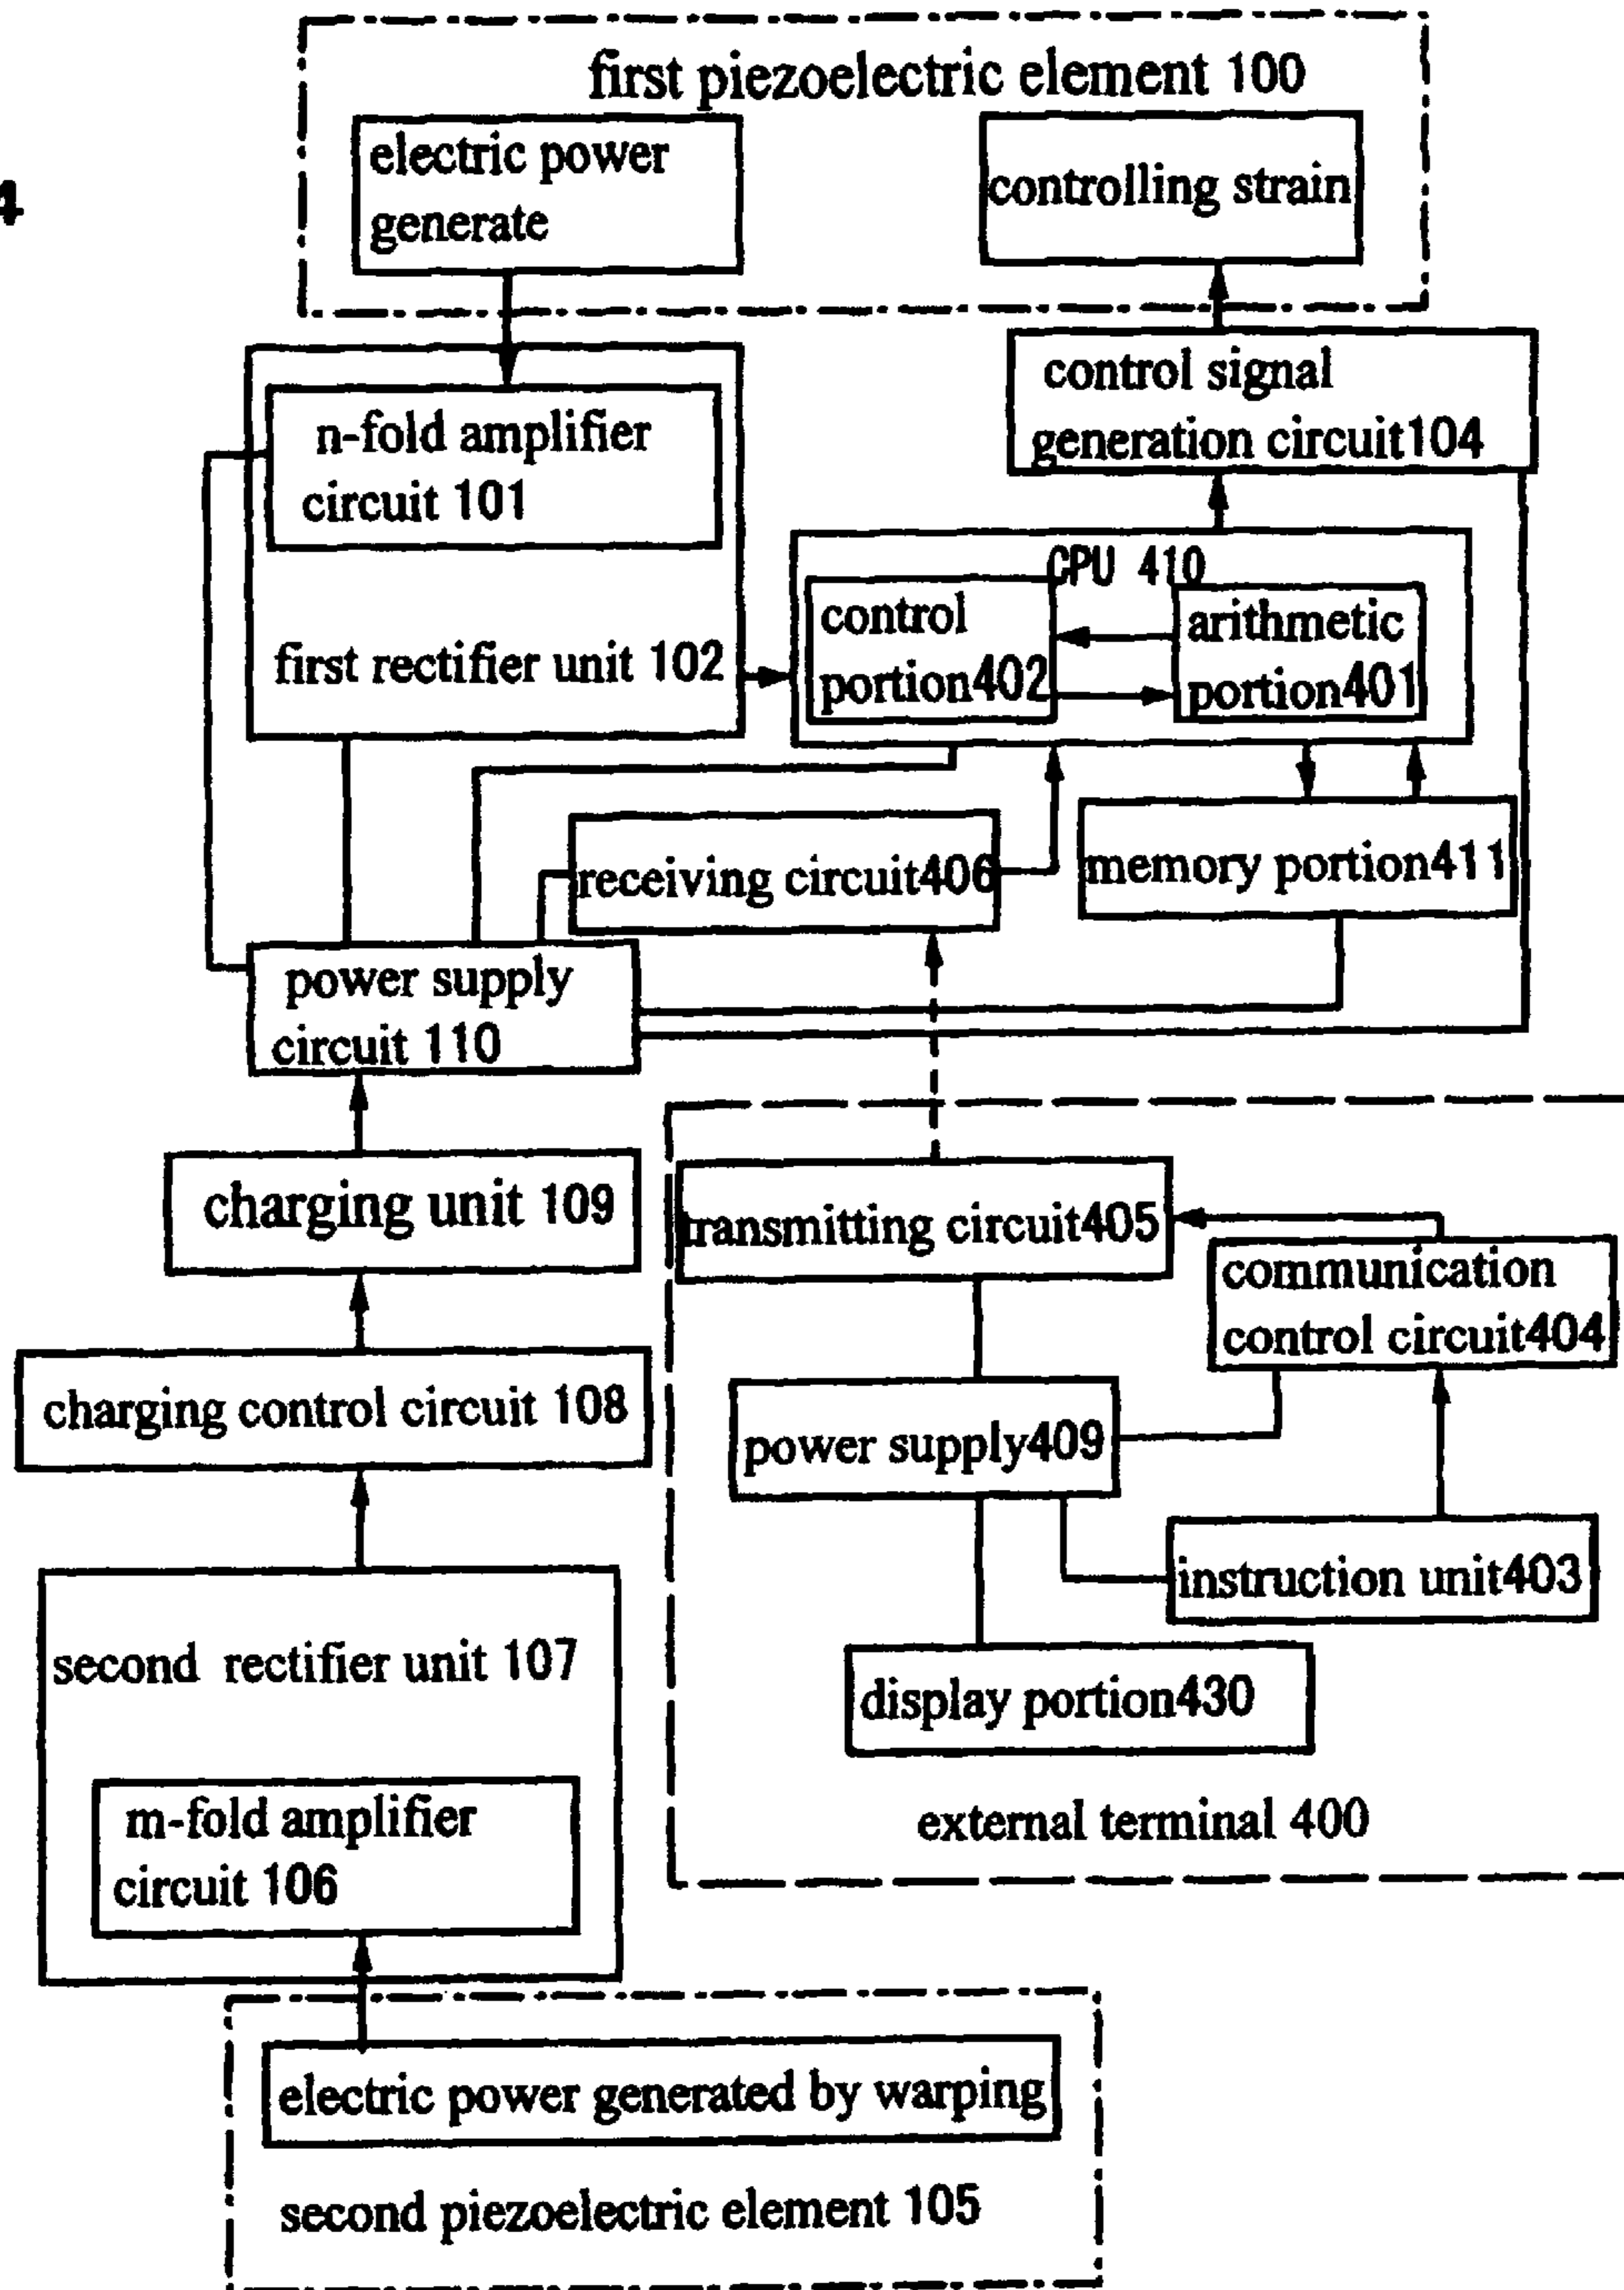 4
first piezoelectric element 100
electric power
generate
controlling strain
control signal
generation circuit104
n-fold amplifier
circuit 101
first rectifier unit 102
CPU 410
control
portion402
arithmetic
portion401
receiving circuit406
memory portion411
power supply
circuit 110
charging unit 109
transmitting circuit405
communication
control circuit404
charging control circuit 108
power supply409
instruction unit403
second rectifier unit 107
display portion430
m-fold amplifier
circuit 106
external terminal 400
electric power generated by warping
second piezoelectric element 105